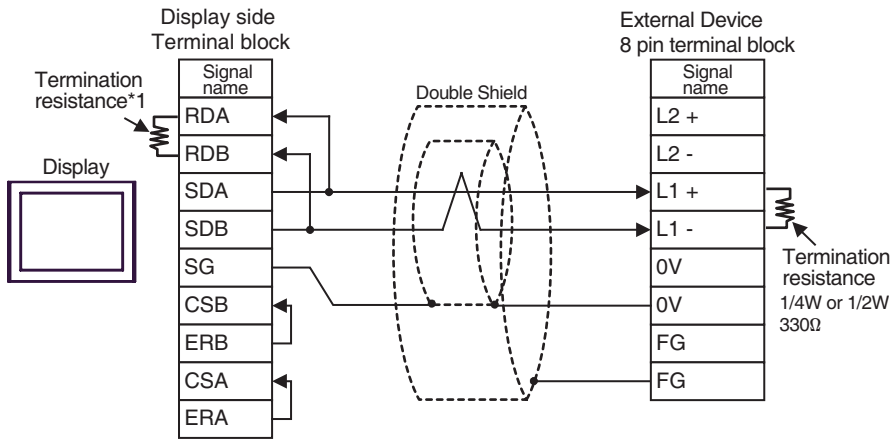 Display side
Terminal block
External Device
8 pin terminal block
Termination
resistance*1
Display
Signal
name
RDA
RDB
SDA
SDB
SG
CSB
ERB
CSA
ERA
Double Shield
Signal
name
L2 +
L2 -
L1 +
L1 -
0V
0V
FG
FG
Termination
resistance
1/4W or 1/2W
330Ω